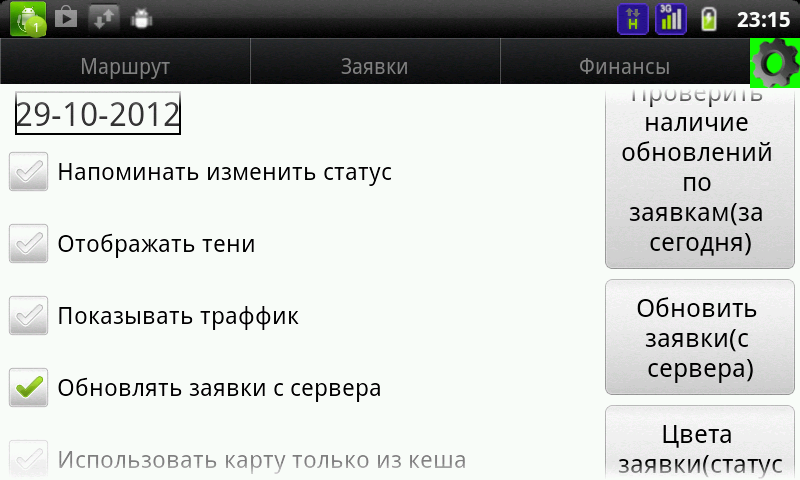 1
3G
H
23:15
Маршрут
Заявки
Финансы
29-10-2012
Напоминать изменить статус
Отображать тени
Показывать траффик
Обновлять заявки с сервера
Использовать карту только из кеша
Проверить
наличие
обновлений
по
заявкам(за
сегодня)
Обновить
заявки(с
сервера)
Цвета
заявки(статус